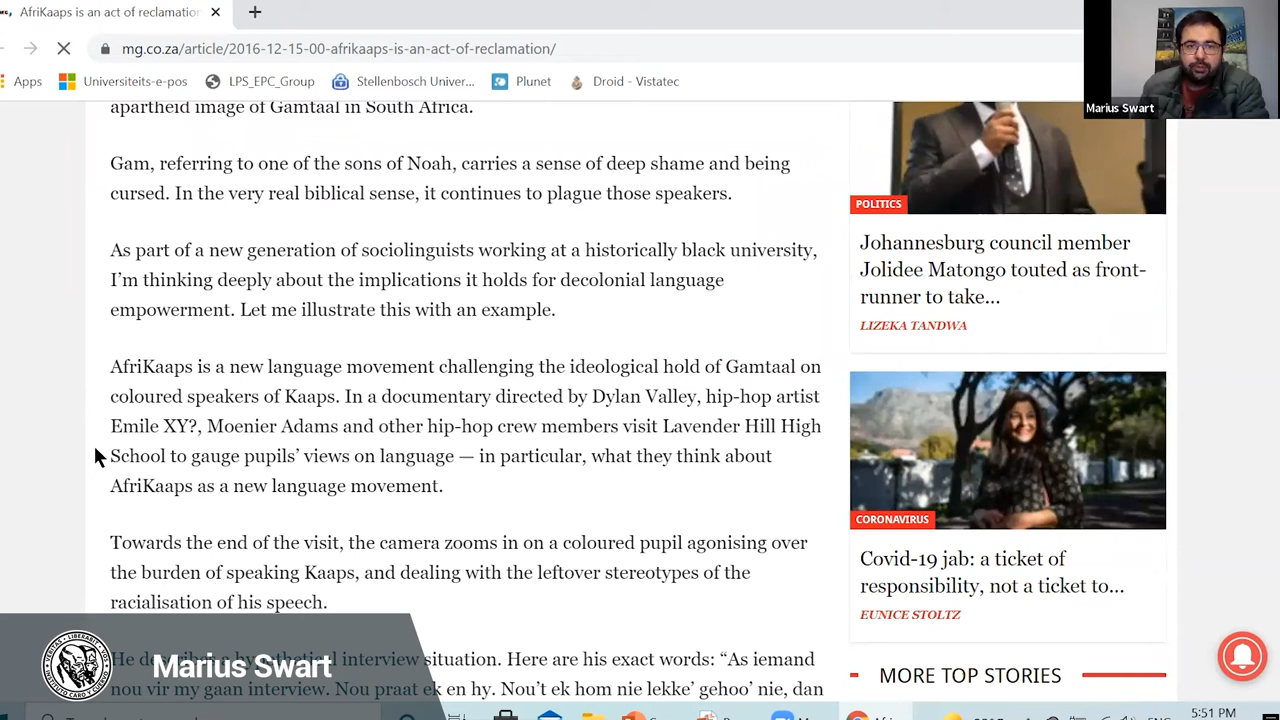 AfriKaaps is an act of reclamation
mg.co.za/article/2016-12-15-00-afrikaaps-is-an-act-of-reclamation/
Apps
Universiteits-e-pos
LPS_EPC_Group
Stellenbosch Univer...
Plunet
Droid - Vistatec
Marius Swart
apartheid image of Gamtaal in South Africa.
Gam, referring to one of the sons of Noah, carries a sense of deep shame and being
cursed. In the very real biblical sense, it continues to plague those speakers.
As part of a new generation of sociolinguists working at a historically black university,
I'm thinking deeply about the implications it holds for decolonial language
empowerment. Let me illustrate this with an example.
AfriKaaps is a new language movement challenging the ideological hold of Gamtaal on
coloured speakers of Kaaps. In a documentary directed by Dylan Valley, hip-hop artist
Emile XY?, Moenier Adams and other hip-hop crew members visit Lavender Hill High
School to gauge pupils' views on language — in particular, what they think about
AfriKaaps as a new language movement.
Towards the end of the visit, the camera zooms in on a coloured pupil agonising over
the burden of speaking Kaaps, and dealing with the leftover stereotypes of the
racialisation of his speech.
interview situation. Here are his exact words: "As iemand
nou vir my gaan interview. Nou praat ek en hy. Nou't ek hom nie lekke' gehoo' nie, dan
POLITICS
Johannesburg council member
Jolidee Matongo touted as front-
runner to take...
LIZEKA TANDWA
CORONAVIRUS
Covid-19 jab: a ticket of
responsibility, not a ticket to...
EUNICE STOLTZ
MORE TOP STORIES
Marius Swart
5:51 PM